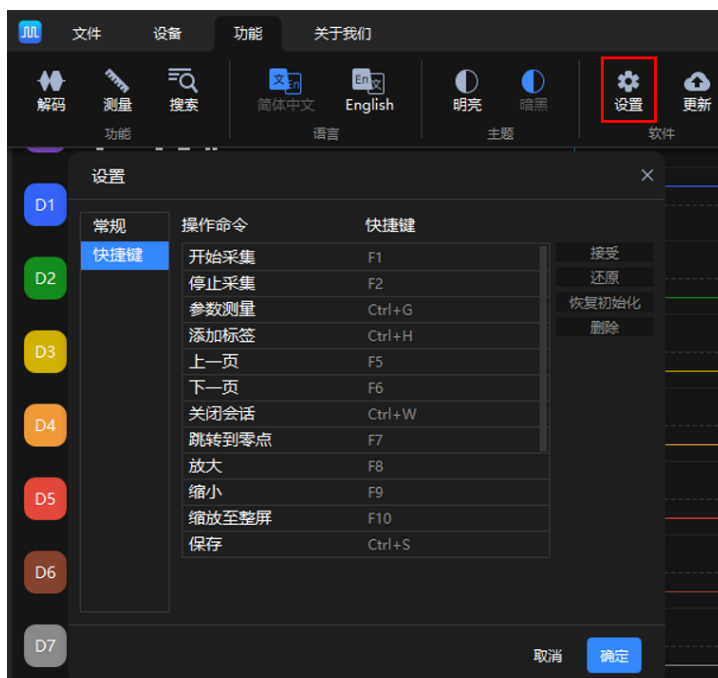 文件 设备 功能 关于我们
解码 测量 搜索 简体中文 English 明亮 暗黑 设置 更新
功能 语言 主题 软件
设置
D1
D2
D3
D4
D5
D6
D7
常规
快捷键
操作命令 快捷键
开始采集 F1
停止采集 F2
参数测量 Ctrl+G
添加标签 Ctrl+H
上一页 F5
下一页 F6
关闭会话 Ctrl+W
跳转到零点 F7
放大 F8
缩小 F9
缩放至整屏 F10
保存 Ctrl+S
接受
还原
恢复初始化
删除
取消 确定